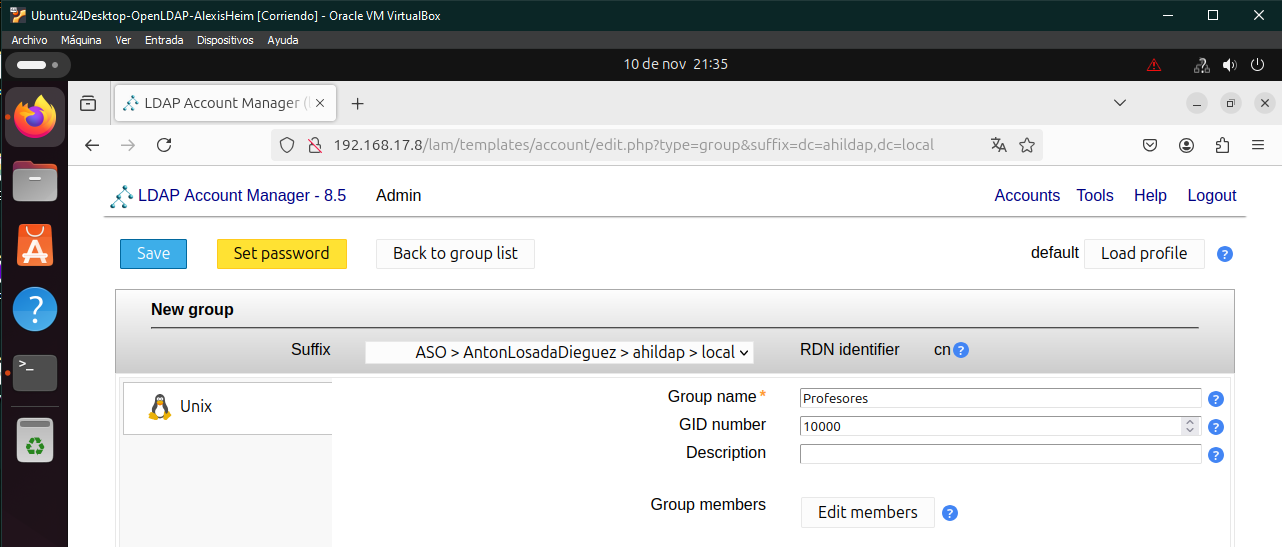 Ubuntu24Desktop-OpenLDAP-AlexisHeim [Corriendo] - Oracle VM VirtualBox
Archivo Máquina Ver Entrada Dispositivos Ayuda
10 de nov 21:35
LDAP Account Manager (
192.168.17.8/lam/templates/account/edit.php?type=group&suffix=dc=ahildap,dc=local
LDAP Account Manager - 8.5 Admin Accounts Tools Help Logout
Save Set password Back to group list default Load profile ?
New group
Suffix ASO > AntonLosadaDieguez > ahildap > local RDN identifier cn ?
Unix
Group name * Profesores ?
GID number 10000 ?
Description ?
Group members Edit members ?